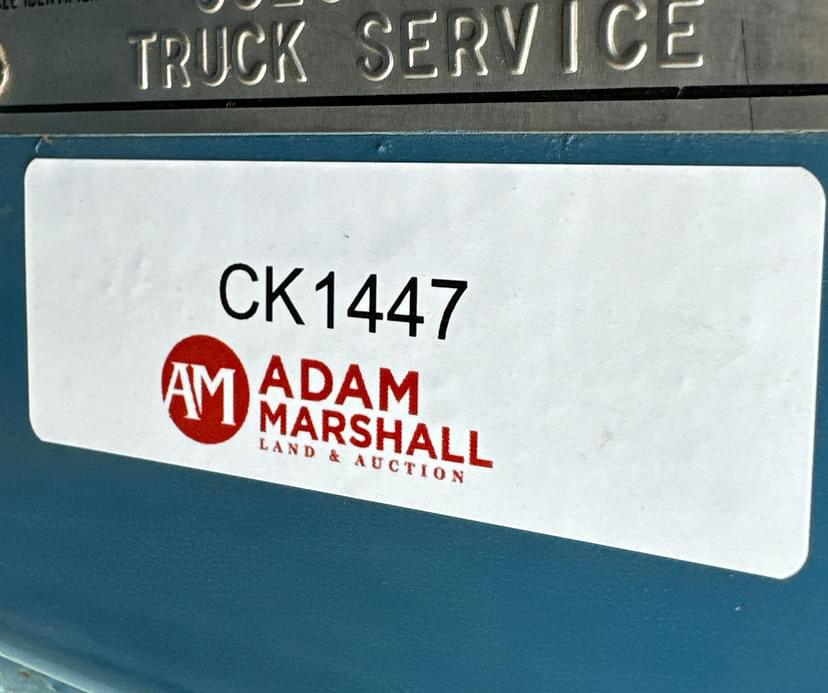 TRUCK SERVICE
CK1447
AM
ADAM
MARSHALL
LAND & AUCTION